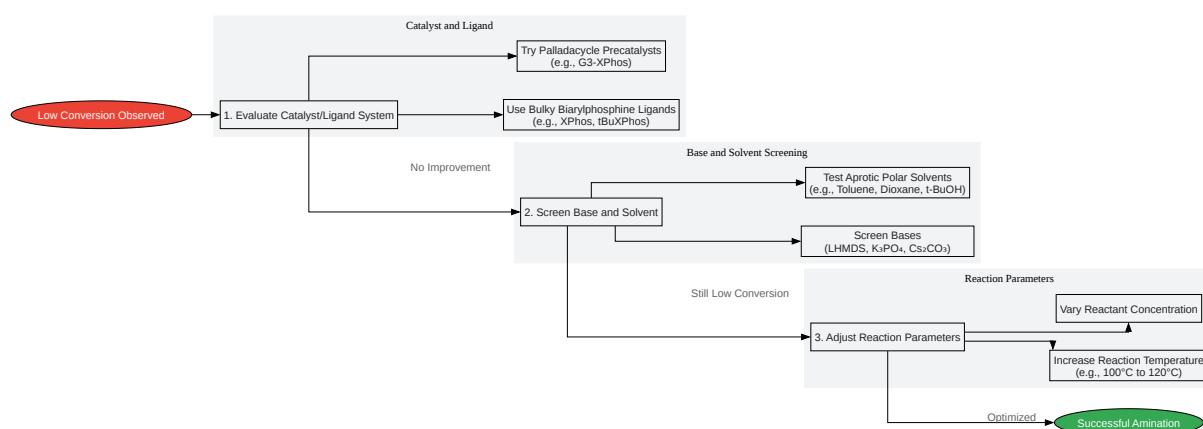 Catalyst and Ligand
Try Palladacycle Precatalysts
(e.g., G3-XPhos)
Low Conversion Observed
1. Evaluate Catalyst/Ligand System
Use Bulky Biarylphosphine Ligands
(e.g., XPhos, tBuXPhos)
No Improvement
Base and Solvent Screening
Test Aprotic Polar Solvents
(e.g., Toluene, Dioxane, t-BuOH)
2. Screen Base and Solvent
Screen Bases
(LHMDS, K₃PO₄, Cs₂CO₃)
Still Low Conversion
Reaction Parameters
Vary Reactant Concentration
3. Adjust Reaction Parameters
Increase Reaction Temperature
(e.g., 100°C to 120°C)
Optimized
Successful Amination